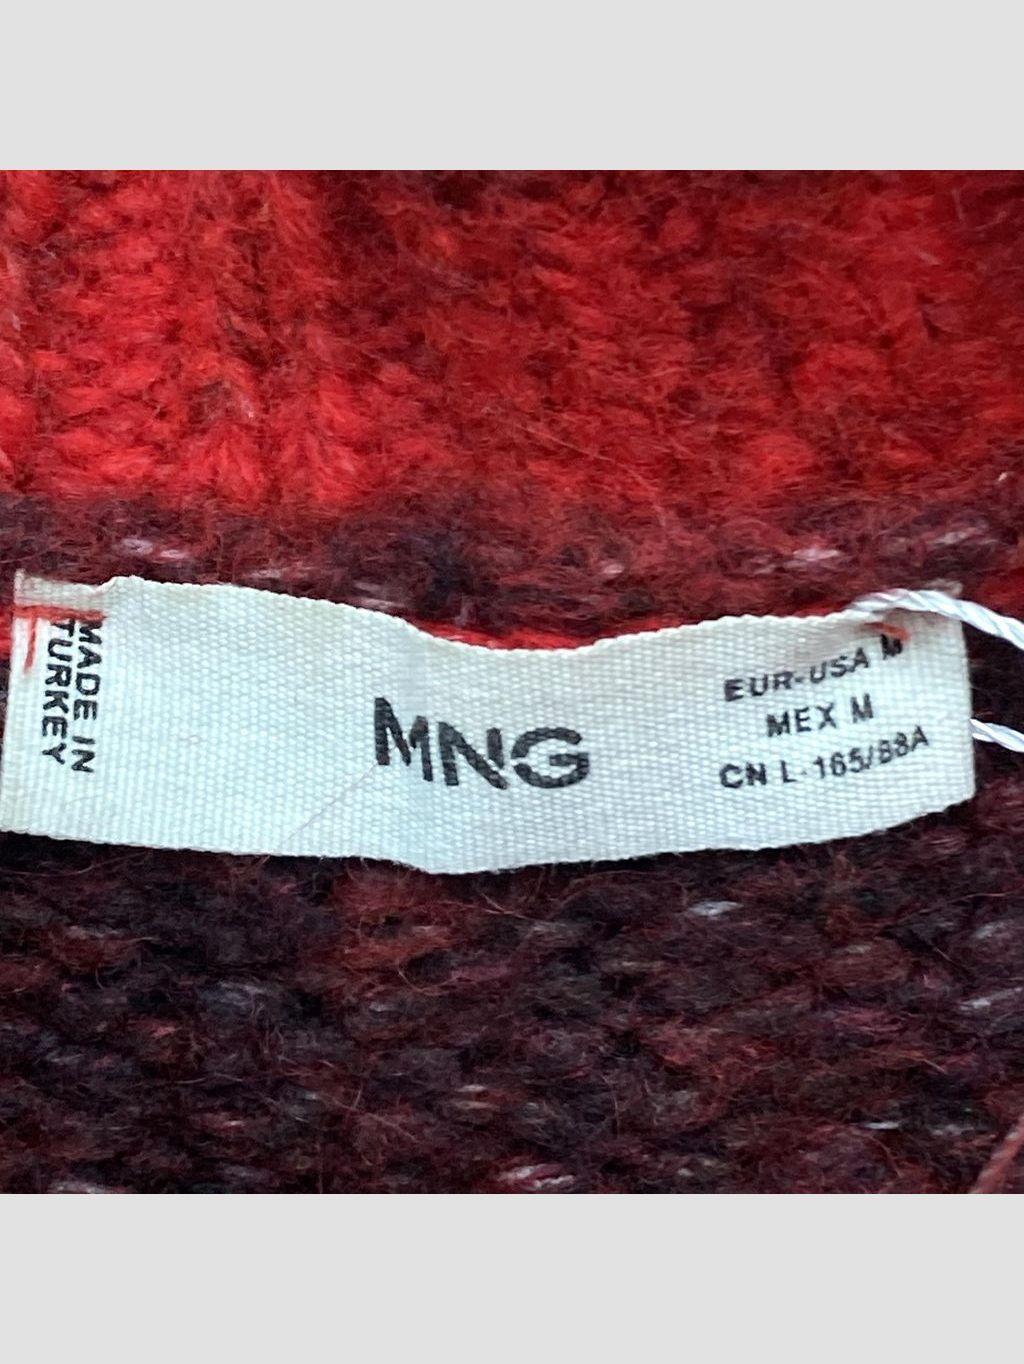 MADE IN
TURKEY
MNG
EUR-USA M
MEX M
CN L-165/88A